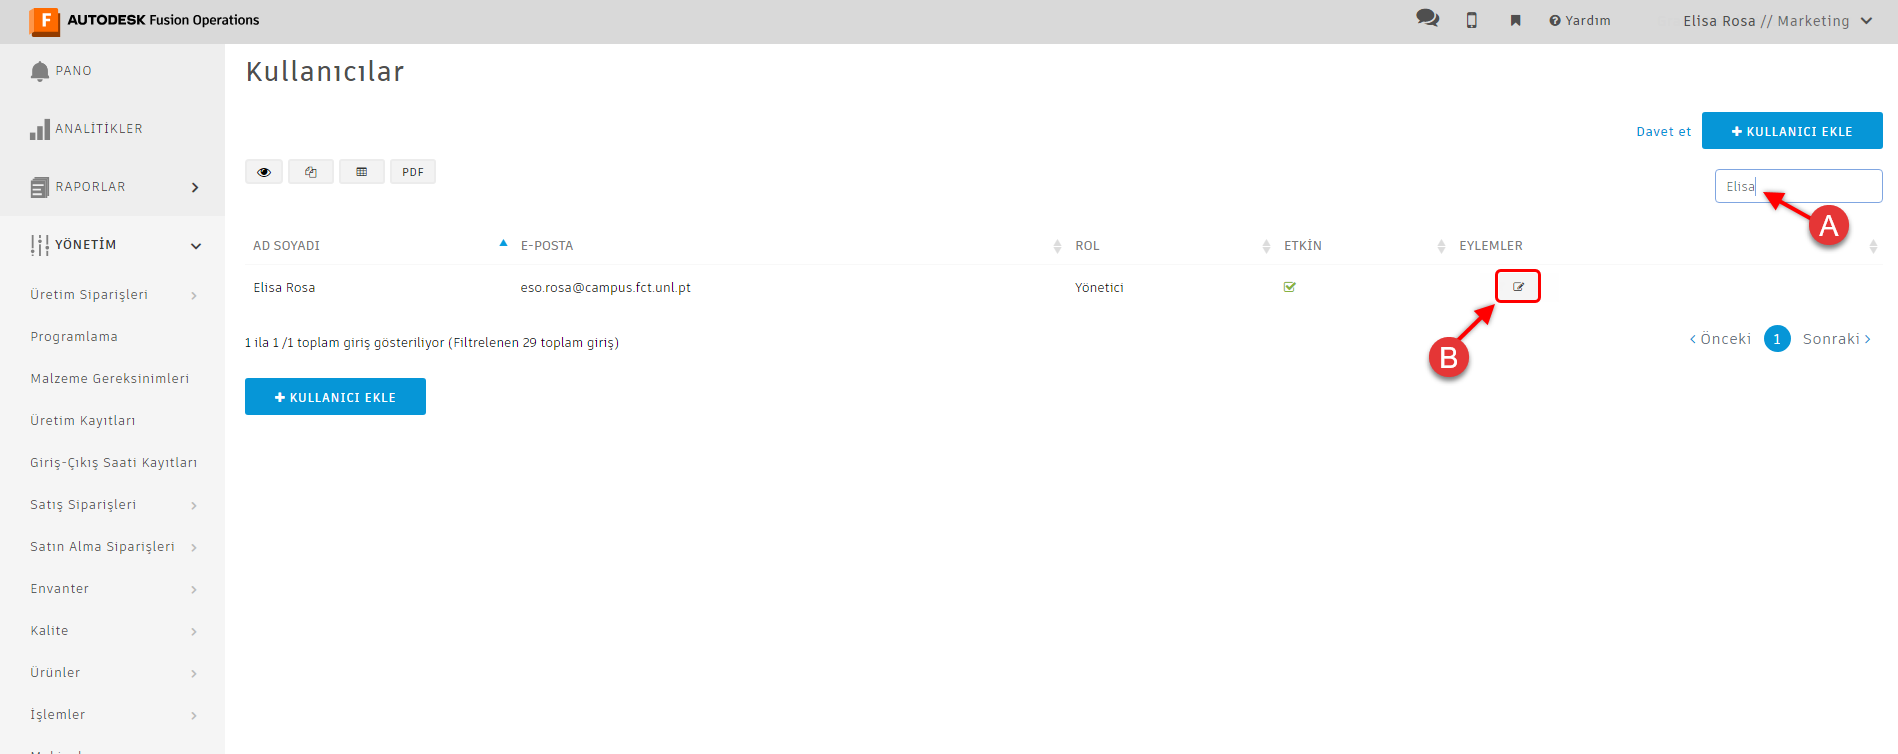 F AUTODESK Fusion Operations
Yardım
Elisa Rosa // Marketing
PANO
ANALİTİKLER
RAPORLAR
YÖNETİM
Üretim Siparişleri
Programlama
Malzeme Gereksinimleri
Üretim Kayıtları
Giriş-Çıkış Saati Kayıtları
Satış Siparişleri
Satın Alma Siparişleri
Envanter
Kalite
Ürünler
İşlemler
Kullanıcılar
Davet et
KULLANICI EKLE
PDF
Elisa
A
AD SOYADI E-POSTA ROL ETKİN EYLEMLER
Elisa Rosa eso.rosa@campus.fct.unl.pt Yönetici
B
1 ila 1 /1 toplam giriş gösteriliyor (Filtrelenen 29 toplam giriş)
Önceki 1 Sonraki
KULLANICI EKLE